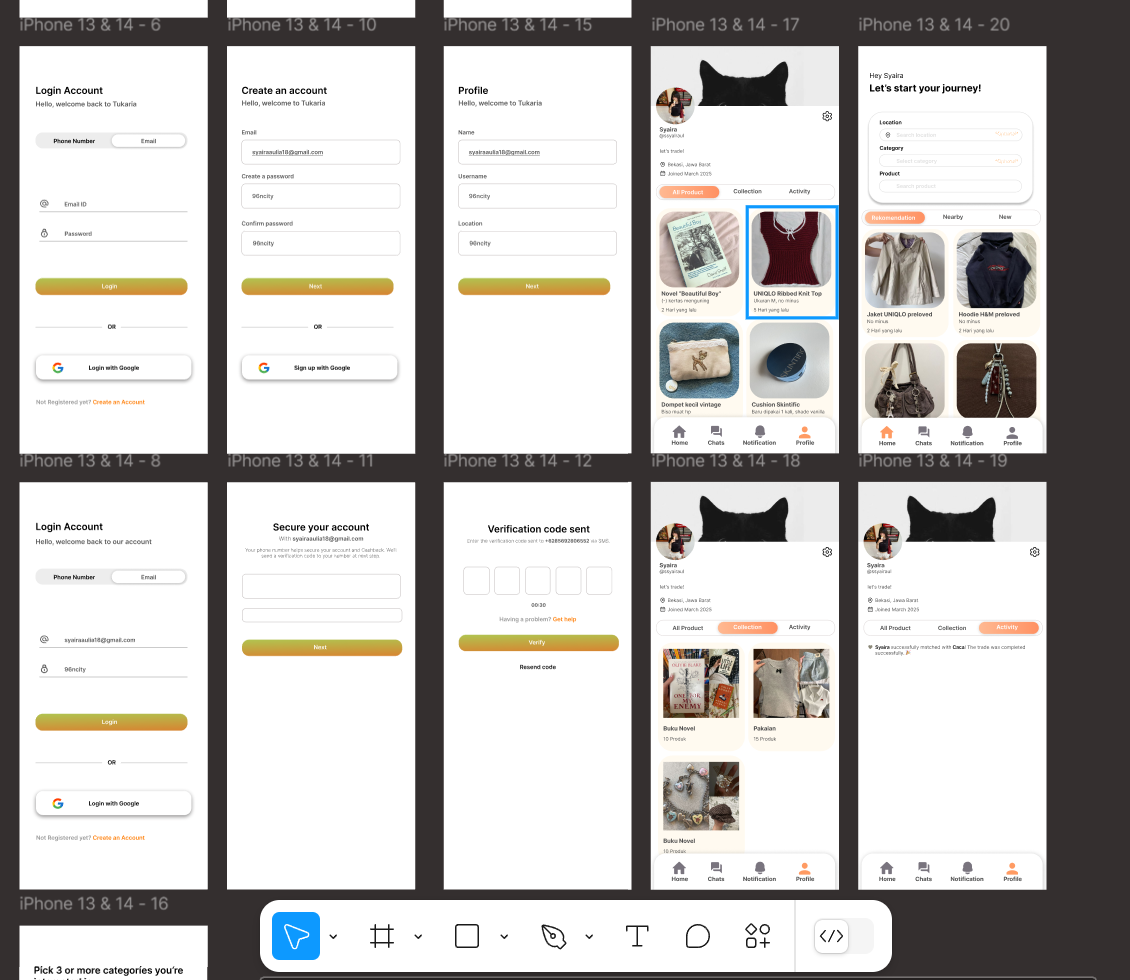 iPhone 13 & 14 - 6
Login Account
Hello, welcome back to Tukaria
Phone Number
Email
Email ID
Password
Login
OR
Login with Google
Not Registered yet? Create an Account
iPhone 13 & 14 - 10
Create an account
Hello, welcome to Tukaria
Email
syairaaulia18@gmail.com
Create a password
96ncity
Confirm password
96ncity
Next
OR
Sign up with Google
iPhone 13 & 14 - 15
Profile
Hello, welcome to Tukaria
Name
syairaaulia18@gmail.com
Username
96ncity
Location
96ncity
Next
iPhone 13 & 14 - 17
Syaira
@ssyairaul
let's trade!
Bekasi, Jawa Barat
Joined March 2025
All Product
Collection
Activity
Beautiful Boy
Novel "Beautiful Boy"
(-) kertas menguning
2 Hari yang lalu
UNIQLO Ribbed Knit Top
Ukuran M, no minus
5 Hari yang lalu
Dompet kecil vintage
Bisa muat hp
Cushion Skintific
Baru dipakai 1 kali, shade vanilla
Home
Chats
Notification
Profile
iPhone 13 & 14 - 20
Hey Syaira
Let's start your journey!
Location
Search location
Category
Select category
Product
Search product
Rekomendation
Nearby
New
Jaket UNIQLO preloved
No minus
2 Hari yang lalu
Hoodie H&M preloved
No minus
2 Hari yang lalu
Home
Chats
Notification
Profile
iPhone 13 & 14 - 8
Login Account
Hello, welcome back to our account
Phone Number
Email
syairaaulia18@gmail.com
96ncity
Login
OR
Login with Google
Not Registered yet? Create an Account
iPhone 13 & 14 - 11
Secure your account
With syairaaulia18@gmail.com
Your phone number helps secure your account and Cashback. We'll
send a verification code to your number at next step.
Next
iPhone 13 & 14 - 12
Verification code sent
Enter the verification code sent to +6285692696552 via SMS.
00:30
Having a problem? Get help
Verify
Resend code
iPhone 13 & 14 - 18
Syaira
@ssyairaul
let's trade!
Bekasi, Jawa Barat
Joined March 2025
All Product
Collection
Activity
ONE FOR MY
ENEMY
Buku Novel
10 Produk
Pakaian
15 Produk
Buku Novel
10 Produk
Home
Chats
Notification
Profile
iPhone 13 & 14 - 19
Syaira
@ssyairaul
let's trade!
Bekasi, Jawa Barat
Joined March 2025
All Product
Collection
Activity
Syaira successfully matched with Caca! The trade was completed
successfully.
Home
Chats
Notification
Profile
iPhone 13 & 14 - 16
Pick 3 or more categories you're